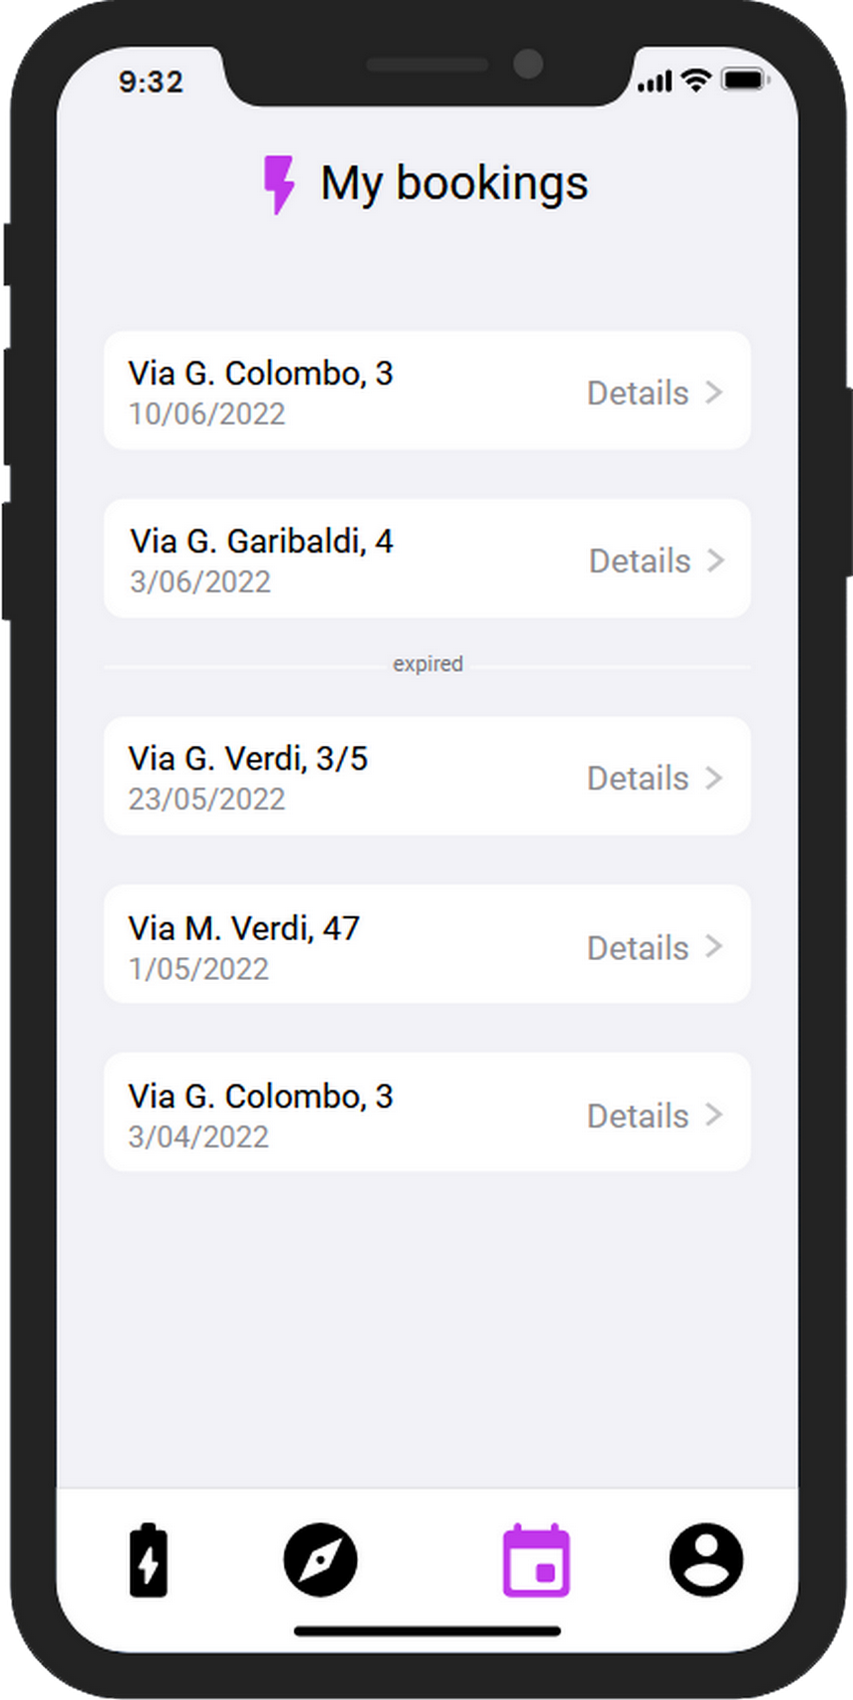 9:32
My bookings
Via G. Colombo, 3
10/06/2022
Details
Via G. Garibaldi, 4
3/06/2022
Details
expired
Via G. Verdi, 3/5
23/05/2022
Details
Via M. Verdi, 47
1/05/2022
Details
Via G. Colombo, 3
3/04/2022
Details